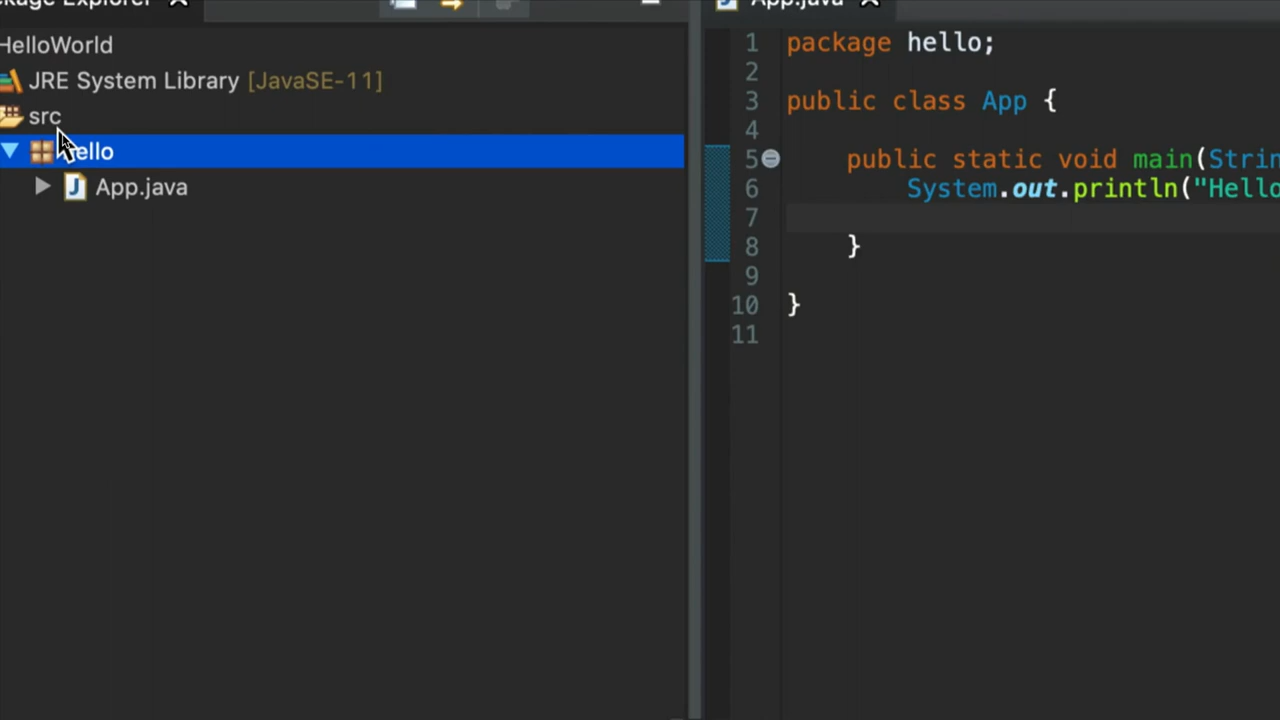 kage Explorer
HelloWorld
JRE System Library [JavaSE-11]
src
hello
App.java
App.java
1 package hello;
2
3 public class App {
4
5 public static void main(Strin
6 System.out.println("Hello
7
8 }
9
10 }
11